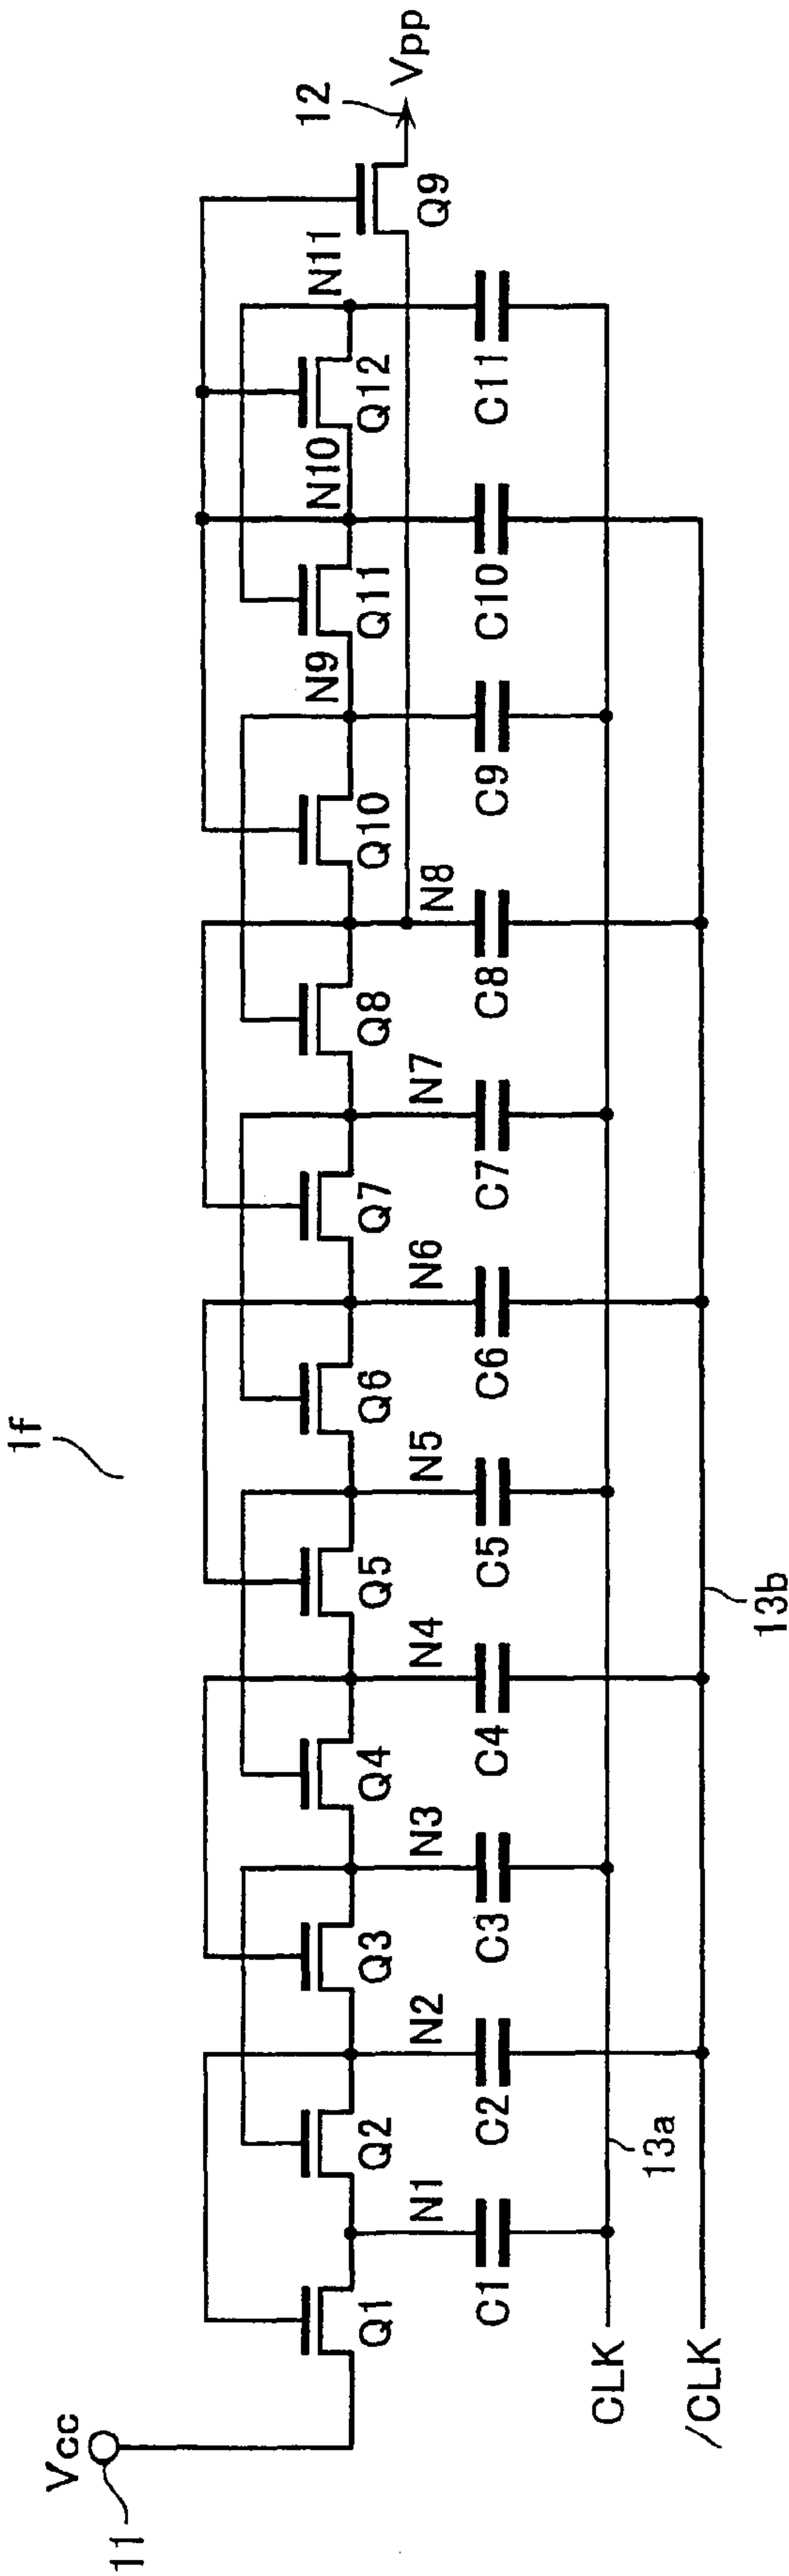 1f
Vcc
11
12
Vpp
Q1
Q2
Q3
Q4
Q5
Q6
Q7
Q8
Q10
Q11
Q12
Q9
N1
N2
N3
N4
N5
N6
N7
N8
N9
N10
N11
C1
C2
C3
C4
C5
C6
C7
C8
C9
C10
C11
CLK
13a
/CLK
13b